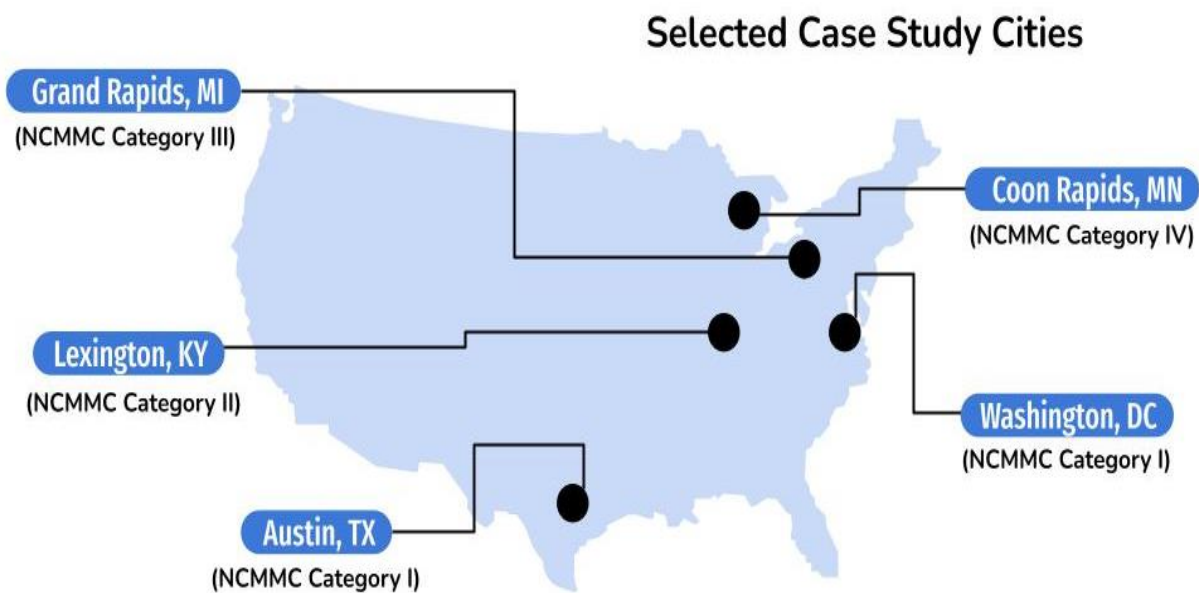 Selected Case Study Cities
Grand Rapids, MI
(NCMMC Category III)
Coon Rapids, MN
(NCMMC Category IV)
Lexington, KY
(NCMMC Category II)
Washington, DC
(NCMMC Category I)
Austin, TX
(NCMMC Category I)